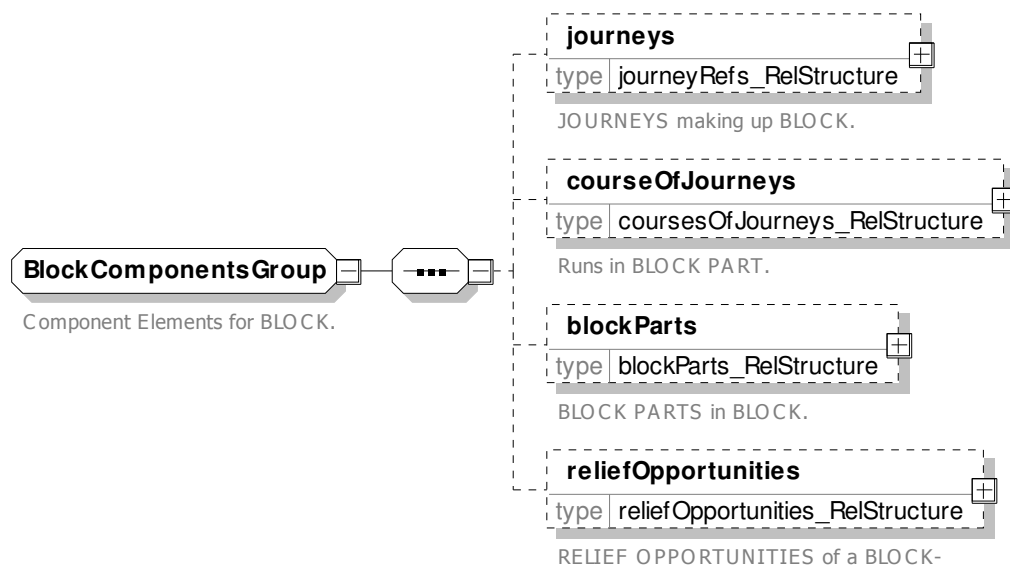 journeys
type journeyRefs_RelStructure
JOURNEYS making up BLOCK.
courseOfJourneys
type coursesOfJourneys_RelStructure
Runs in BLOCK PART.
BlockComponentsGroup
Component Elements for BLOCK.
blockParts
type blockParts_RelStructure
BLOCK PARTS in BLOCK.
reliefOpportunities
type reliefOpportunities_RelStructure
RELIEF OPPORTUNITIES of a BLOCK-